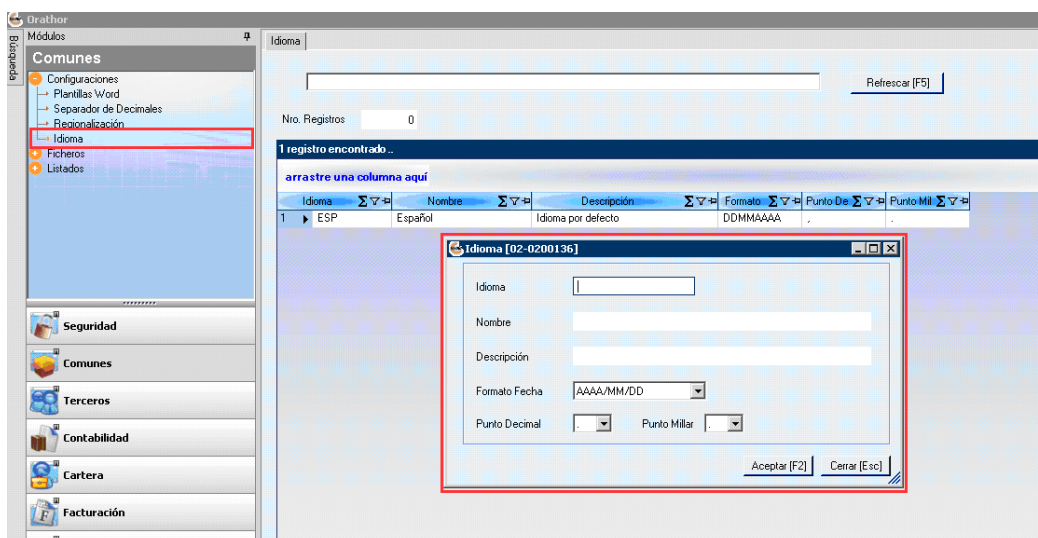 Orathor
Búsqueda
Módulos
Comunes
Configuraciones
Plantillas Word
Separador de Decimales
Regionalización
Idioma
Ficheros
Listados
Seguridad
Comunes
Terceros
Contabilidad
Cartera
Facturación
Idioma
Refrescar [F5]
Nro. Registros 0
1 registro encontrado ..
arrastre una columna aquí
Idioma Nombre Descripción Formato Punto De Punto Mil
1 ESP Español Idioma por defecto DDMMAAAA , .
Idioma [02-0200136]
Idioma
Nombre
Descripción
Formato Fecha AAAA/MM/DD
Punto Decimal . Punto Millar .
Aceptar [F2] Cerrar [Esc]